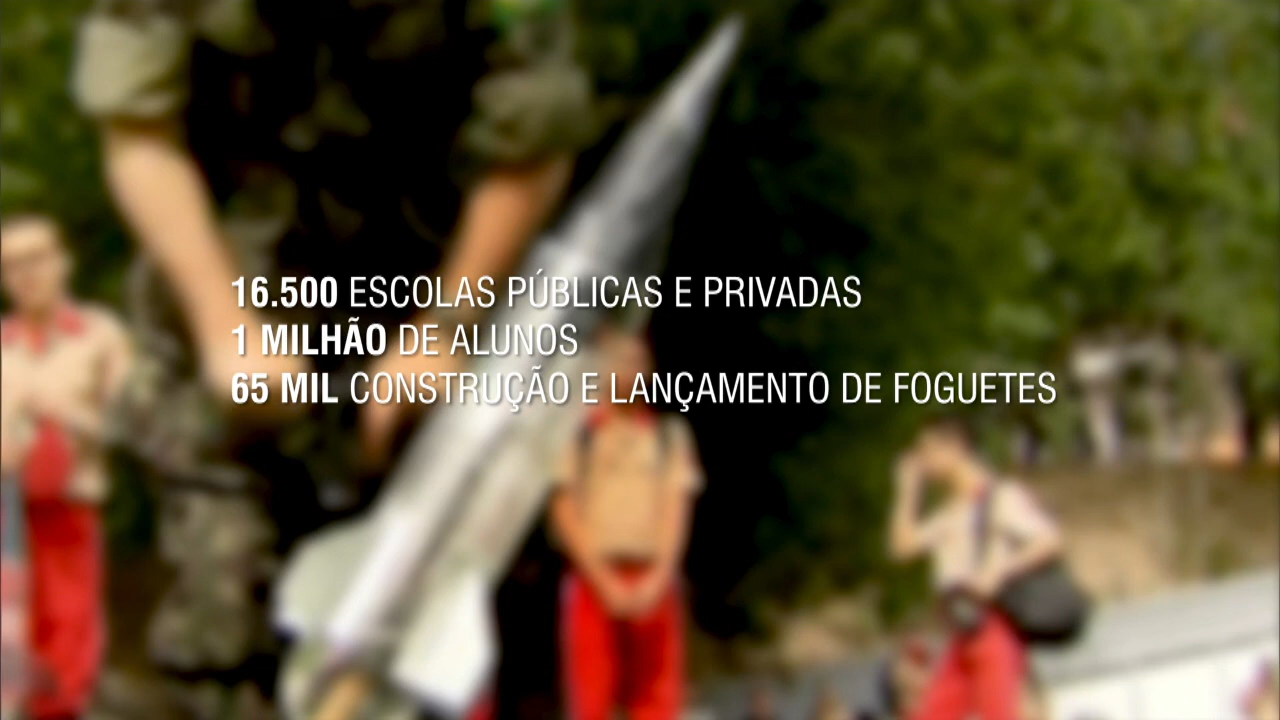 16.500 ESCOLAS PÚBLICAS E PRIVADAS
1 MILHÃO DE ALUNOS
65 MIL CONSTRUÇÃO E LANÇAMENTO DE FOGUETES